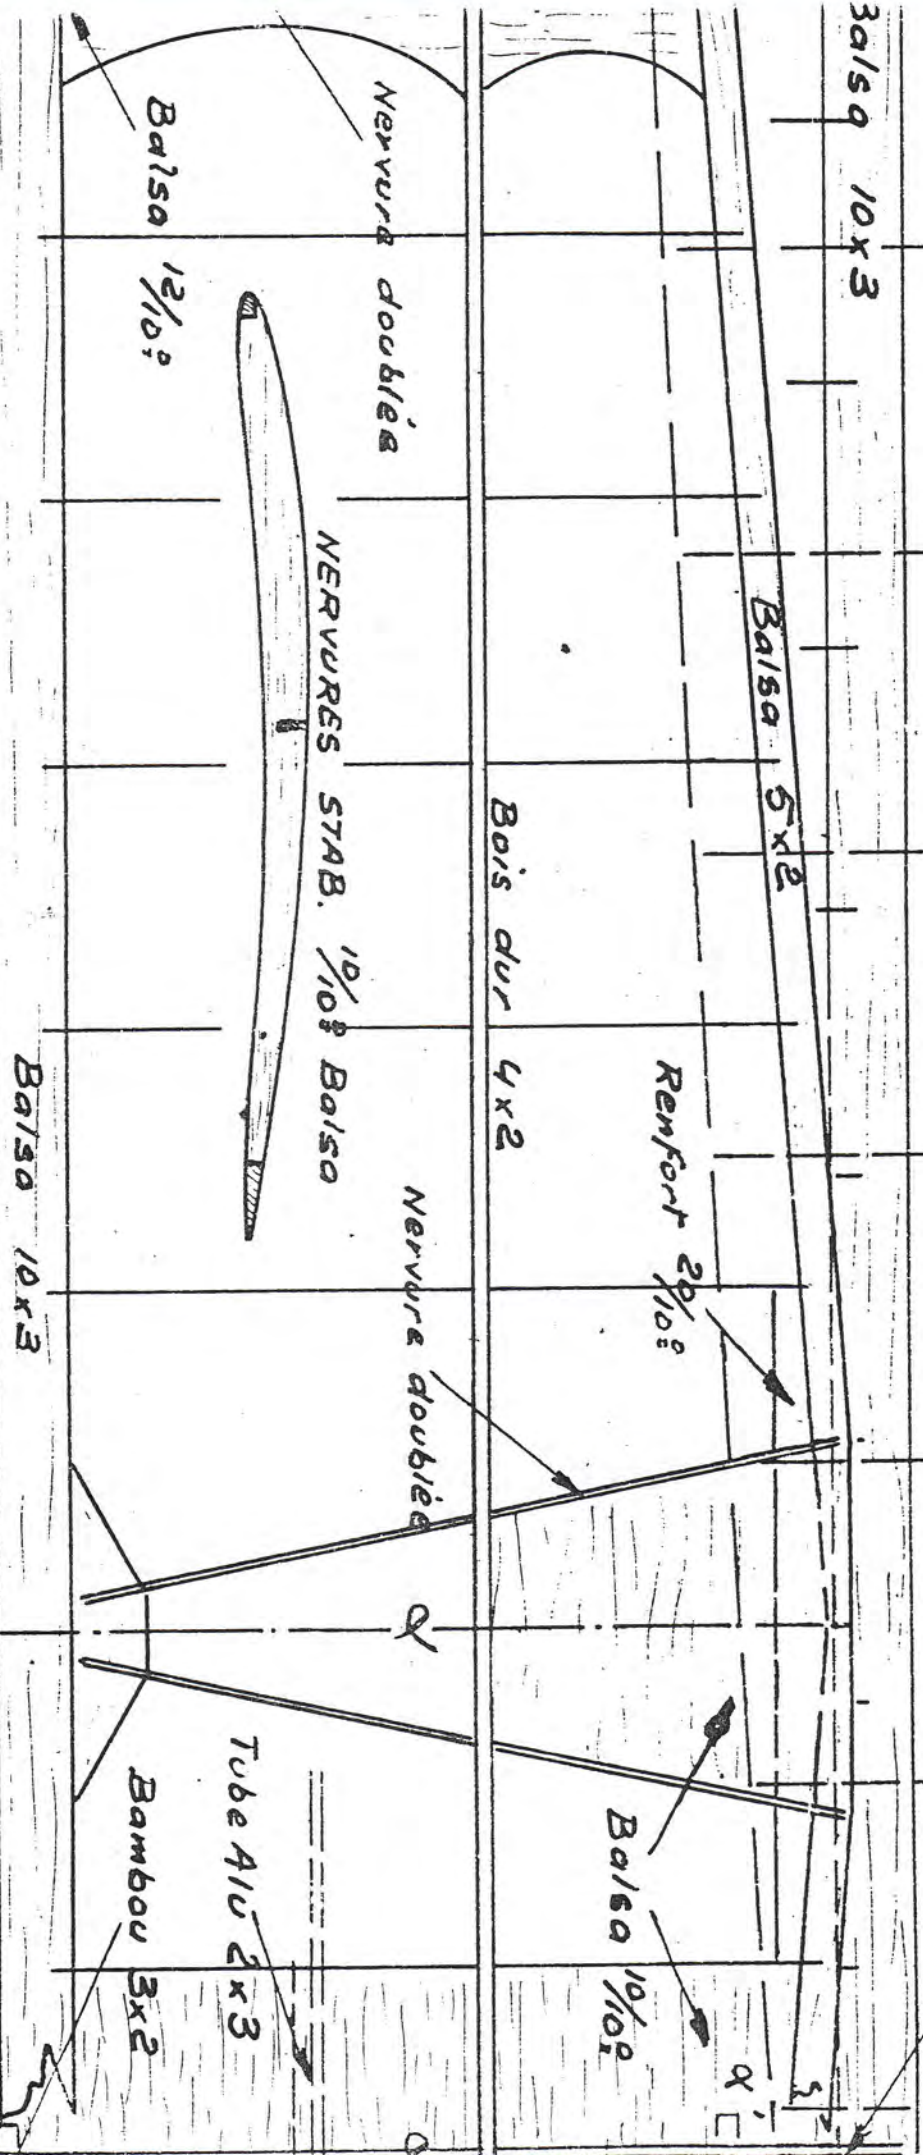 Balsa 10x3
Nervure doublée
Balsa 12/10e
NERVURES STAB. 10/10e Balsa
Balsa 5x2
Bois dur 4x2
Renfort 20/10e
Balsa 10x3
Nervure doublée
α
Balsa 10/10e
Tube Alu 2x3
Bambou 3x2
α'